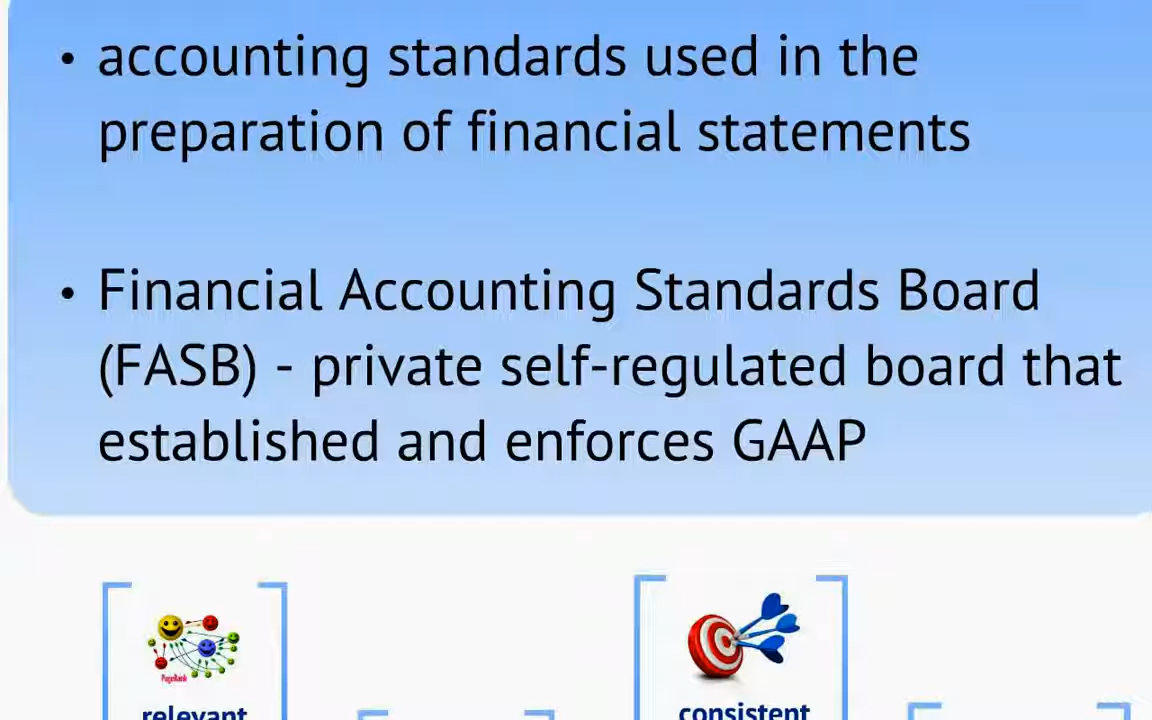 • accounting standards used in the
preparation of financial statements
• Financial Accounting Standards Board
(FASB) - private self-regulated board that
established and enforces GAAP
PageRank
relevant
consistent